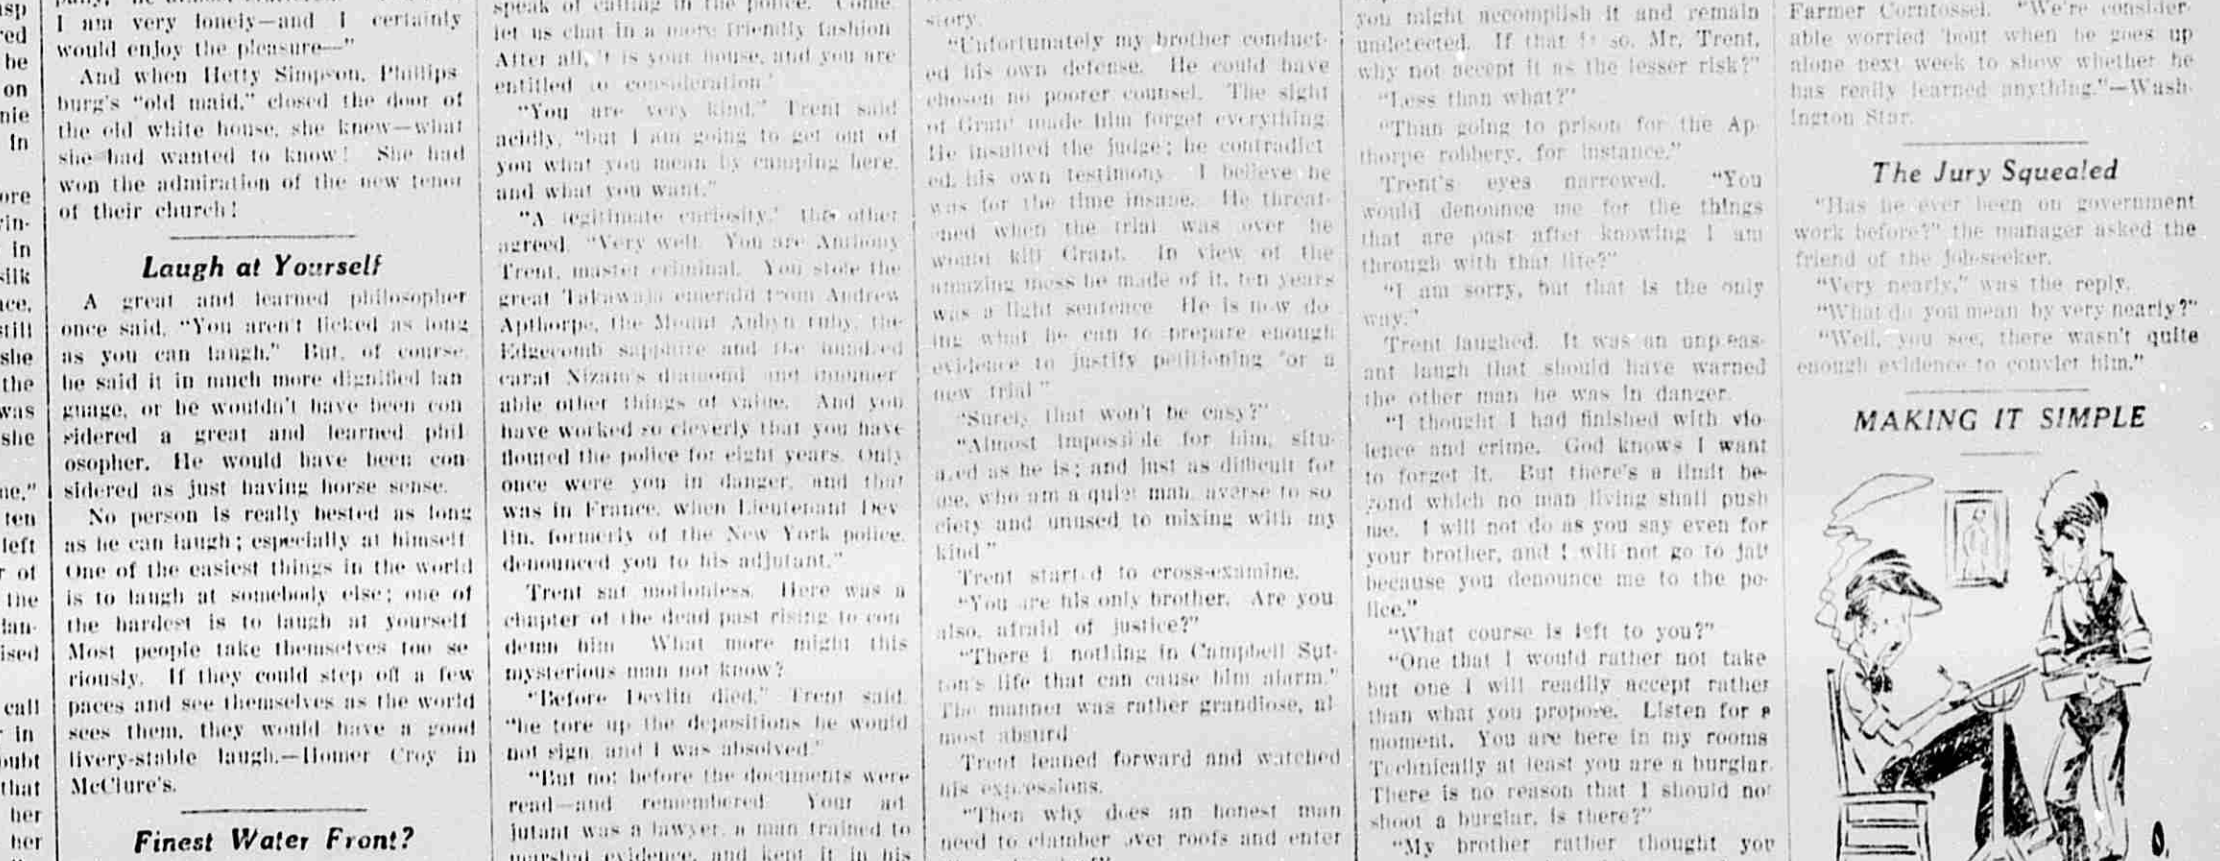 asp
red
be
on
nie
In
ore
in
silk
ace,
still
she
the
was
she
me,"
ten
left
r of
the
ised
call
r in
oubt
that
her
her
I am very lonely—and I certainly
would enjoy the pleasure—"
And when Hetty Simpson, Phillips-
burg's "old maid," closed the door of
the old white house, she knew—what
she had wanted to know! She had
won the admiration of the new tenor
of their church!
Laugh at Yourself
A great and learned philosopher
once said, "You aren't licked as long
as you can laugh." But, of course,
he said it in much more dignified lan
guage, or he wouldn't have been con
sidered a great and learned phil
osopher. He would have been con
sidered as just having horse sense.
No person is really bested as long
as he can laugh; especially at himself
One of the easiest things in the world
is to laugh at somebody else; one of
the hardest is to laugh at yourself
Most people take themselves too se
riously. If they could step off a few
paces and see themselves as the world
sees them, they would have a good
livery-stable laugh.—Homer Croy in
McClure's.
Finest Water Front?
speak of calling in the police. Come
let us chat in a more friendly fashion
After all, 't is your house, and you are
entitled to consideration."
"You are very kind," Trent said
acidly, "but I am going to get out of
you what you mean by camping here,
and what you want."
"A legitimate curiosity," this other
agreed. "Very well. You are Anthony
Trent, master criminal. You stole the
great Takawaja emerald from Andrew
Apthorpe, the Mount Aubyn ruby, the
Edgecomb sapphire and the hundred
carat Nizam's diamond and innumer
able other things of value. And you
have worked so cleverly that you have
flouted the police for eight years. Only
once were you in danger, and that
was in France, when Lieutenant Dev
lin, formerly of the New York police,
denounced you to his adjutant."
Trent sat motionless. Here was a
chapter of the dead past rising to con
demn him What more might this
mysterious man not know?
"Before Devlin died," Trent said,
"he tore up the depositions he would
not sign and I was absolved."
"But not before the documents were
read—and remembered Your ad
jutant was a lawyer, a man trained to
marshal evidence, and kept it in his
story.
"Unfortunately my brother conduct-
ed his own defense. He could have
chosen no poorer counsel. The sight
of Grant made him forget everything.
He insulted the judge; he contradict
ed, his own testimony. I believe he
was for the time insane. He threat-
ened when the trial was over he
would kill Grant. In view of the
amazing mess he made of it, ten years
was a light sentence He is now do
ing what he can to prepare enough
evidence to justify petitioning for a
new trial"
"Surely that won't be easy?"
"Almost impossible for him, situ-
ated as he is; and just as difficult for
me, who am a quiet man, averse to so
ciety and unused to mixing with my
kind"
Trent started to cross-examine.
"You are his only brother. Are you
also, afraid of justice?"
"There is nothing in Campbell Sut-
ton's life that can cause him alarm."
The manner was rather grandiose, al
most absurd
Trent leaned forward and watched
his expressions.
"Then why does an honest man
need to clamber over roofs and enter
you might accomplish it and remain
undetected. If that is so, Mr. Trent,
why not accept it as the lesser risk?"
"Less than what?"
"Than going to prison for the Ap-
thorpe robbery, for instance."
Trent's eyes narrowed. "You
would denounce me for the things
that are past after knowing I am
through with that life?"
"I am sorry, but that is the only
way."
Trent laughed. It was an unpleas-
ant laugh that should have warned
the other man he was in danger.
"I thought I had finished with vio-
lence and crime. God knows I want
to forget it. But there's a limit be-
yond which no man living shall push
me. I will not do as you say even for
your brother, and I will not go to jail
because you denounce me to the po-
lice."
"What course is left to you?"
"One that I would rather not take
but one I will readily accept rather
than what you propose. Listen for a
moment. You are here in my rooms
Technically at least you are a burglar.
There is no reason that I should not
shoot a burglar, is there?"
"My brother rather thought you
Farmer Corntossel. "We're consider-
able worried 'bout when he goes up
alone next week to show whether he
has really learned anything."—Wash-
ington Star.
The Jury Squealed
"Has he ever been on government
work before?" the manager asked the
friend of the job-seeker.
"Very nearly," was the reply.
"What do you mean by very nearly?"
"Well, you see, there wasn't quite
enough evidence to convict him."
MAKING IT SIMPLE